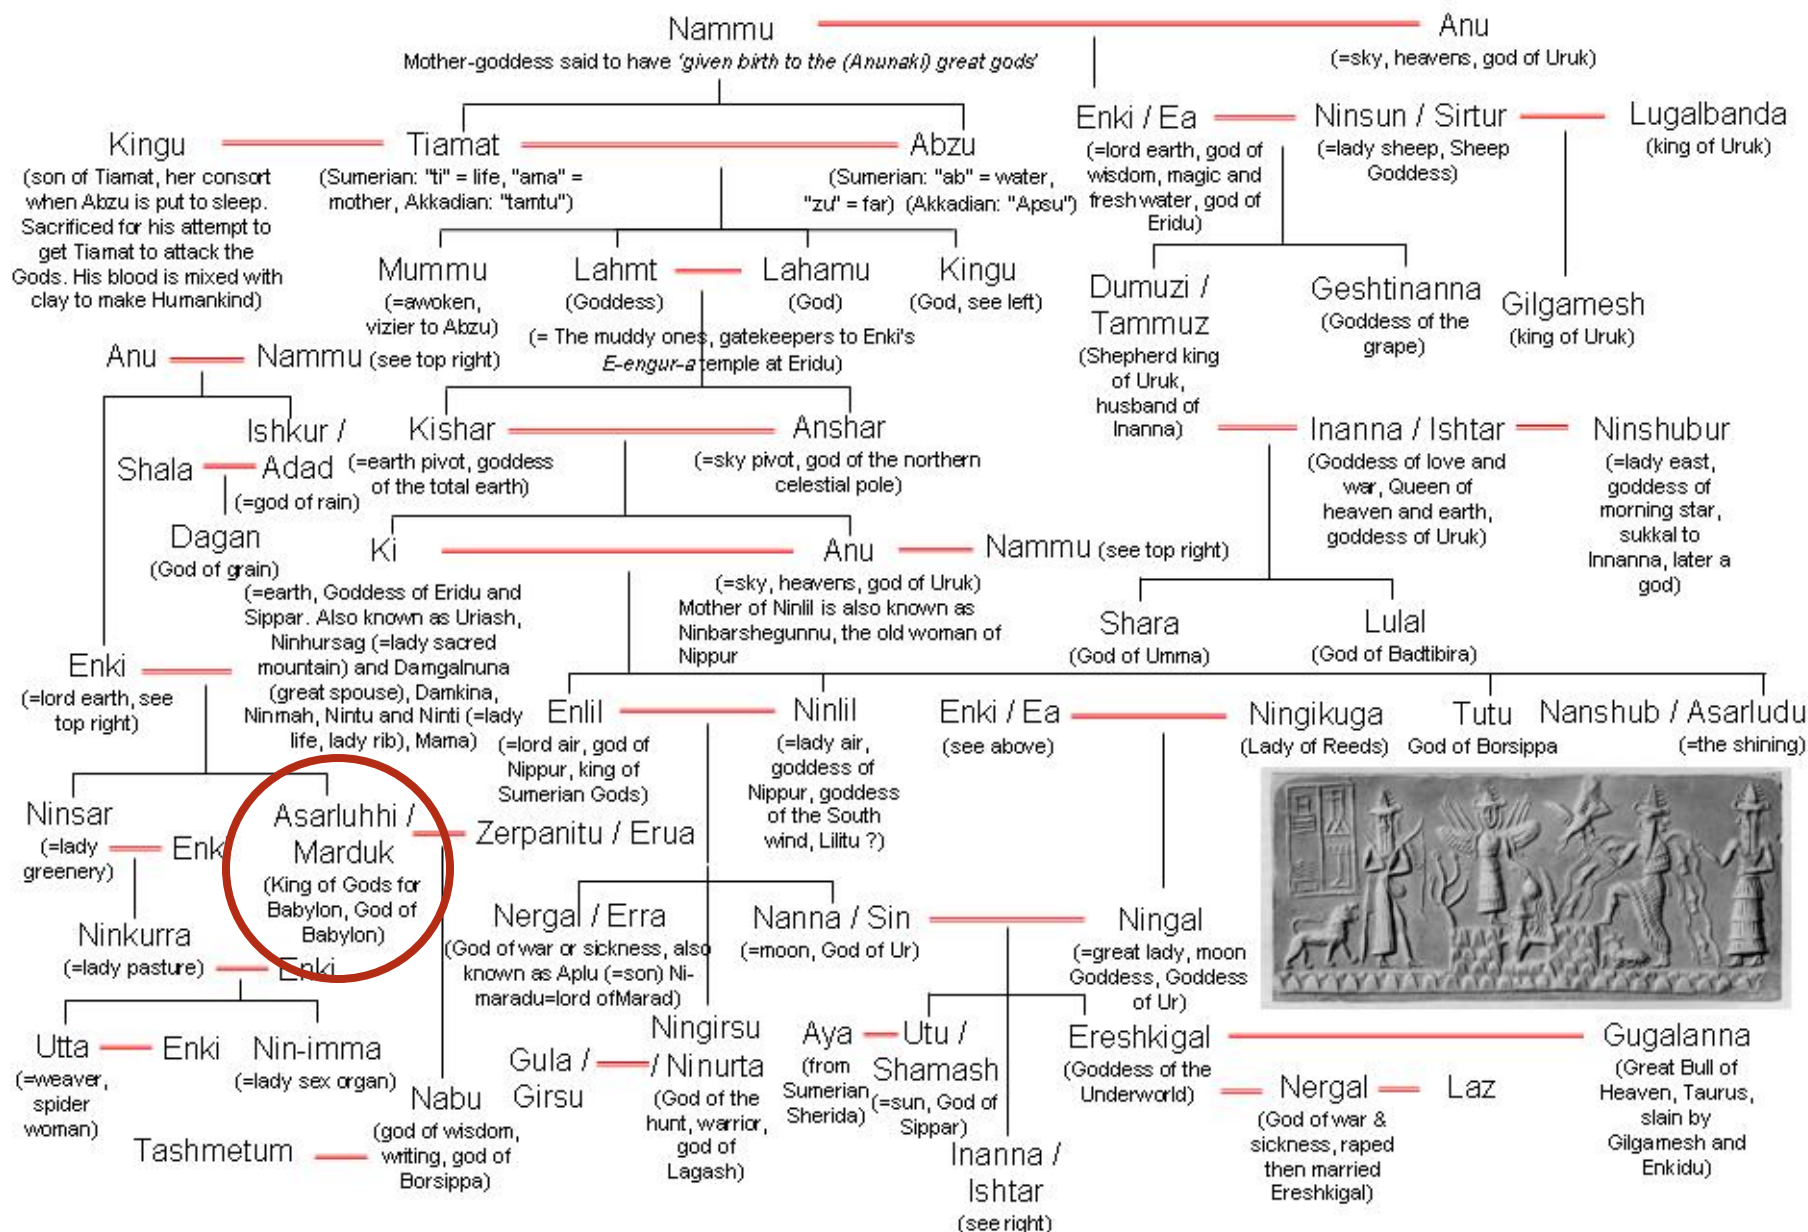 Nammu
Mother-goddess said to have 'given birth to the (Anunaki) great gods'
Anu
(=sky, heavens, god of Uruk)
Kingu
(son of Tiamat, her consort
when Abzu is put to sleep.
Sacrificed for his attempt to
get Tiamat to attack the
Gods. His blood is mixed with
clay to make Humankind)
Tiamat
(Sumerian: "ti" = life, "ama" =
mother, Akkadian: "tamtu")
Abzu
(Sumerian: "ab" = water,
"zu" = far) (Akkadian: "Apsu")
Enki / Ea
(=lord earth, god of
wisdom, magic and
fresh water, god of
Eridu)
Ninsun / Sirtur
(=lady sheep, Sheep
Goddess)
Lugalbanda
(king of Uruk)
Mummu
(=awoken,
vizier to Abzu)
Lahmt
(Goddess)
Lahamu
(God)
(= The muddy ones, gatekeepers to Enki's
E-engur-a temple at Eridu)
Kingu
(God, see left)
Dumuzi /
Tammuz
(Shepherd king
of Uruk,
husband of
Inanna)
Geshtinanna
(Goddess of the
grape)
Gilgamesh
(king of Uruk)
Anu
Nammu (see top right)
Ishkur /
Adad
(=god of rain)
Shala
Dagan
(God of grain)
Kishar
(=earth pivot, goddess
of the total earth)
Anshar
(=sky pivot, god of the northern
celestial pole)
Inanna / Ishtar
(Goddess of love and
war, Queen of
heaven and earth,
goddess of Uruk)
Ninshubur
(=lady east,
goddess of
morning star,
sukkal to
Innanna, later a
god)
Ki
(=earth, Goddess of Eridu and
Sippar. Also known as Uriash,
Ninhursag (=lady sacred
mountain) and Damgalnuna
(great spouse), Damkina,
Ninmah, Nintu and Ninti (=lady
life, lady rib), Mama)
Anu
(=sky, heavens, god of Uruk)
Mother of Ninlil is also known as
Ninbarshegunnu, the old woman of
Nippur
Nammu (see top right)
Shara
(God of Umma)
Lulal
(God of Badtibira)
Enki
(=lord earth, see
top right)
Enlil
(=lord air, god of
Nippur, king of
Sumerian Gods)
Ninlil
(=lady air,
goddess of
Nippur, goddess
of the South
wind, Lilitu ?)
Enki / Ea
(see above)
Ningikuga
(Lady of Reeds)
Tutu
God of Borsippa
Nanshub / Asarludu
(=the shining)
Ninsar
(=lady
greenery)
Enki
Asarluhhi /
Marduk
(King of Gods for
Babylon, God of
Babylon)
Zerpanitu / Erua
Ninkurra
(=lady pasture)
Enki
Nergal / Erra
(God of war or sickness, also
known as Aplu (=son) Ni-
maradu=lord ofMarad)
Nanna / Sin
(=moon, God of Ur)
Ningal
(=great lady, moon
Goddess, Goddess
of Ur)
Utta
(=weaver,
spider
woman)
Enki
Nin-imma
(=lady sex organ)
Nabu
(god of wisdom,
writing, god of
Borsippa)
Tashmetum
Gula /
Girsu
Ningirsu
/ Ninurta
(God of the
hunt, warrior,
god of
Lagash)
Aya
(from
Sumerian
Sherida)
Utu /
Shamash
(=sun, God of
Sippar)
Inanna /
Ishtar
(see right)
Ereshkigal
(Goddess of the
Underworld)
Nergal
(God of war &
sickness, raped
then married
Ereshkigal)
Laz
Gugalanna
(Great Bull of
Heaven, Taurus,
slain by
Gilgamesh and
Enkidu)